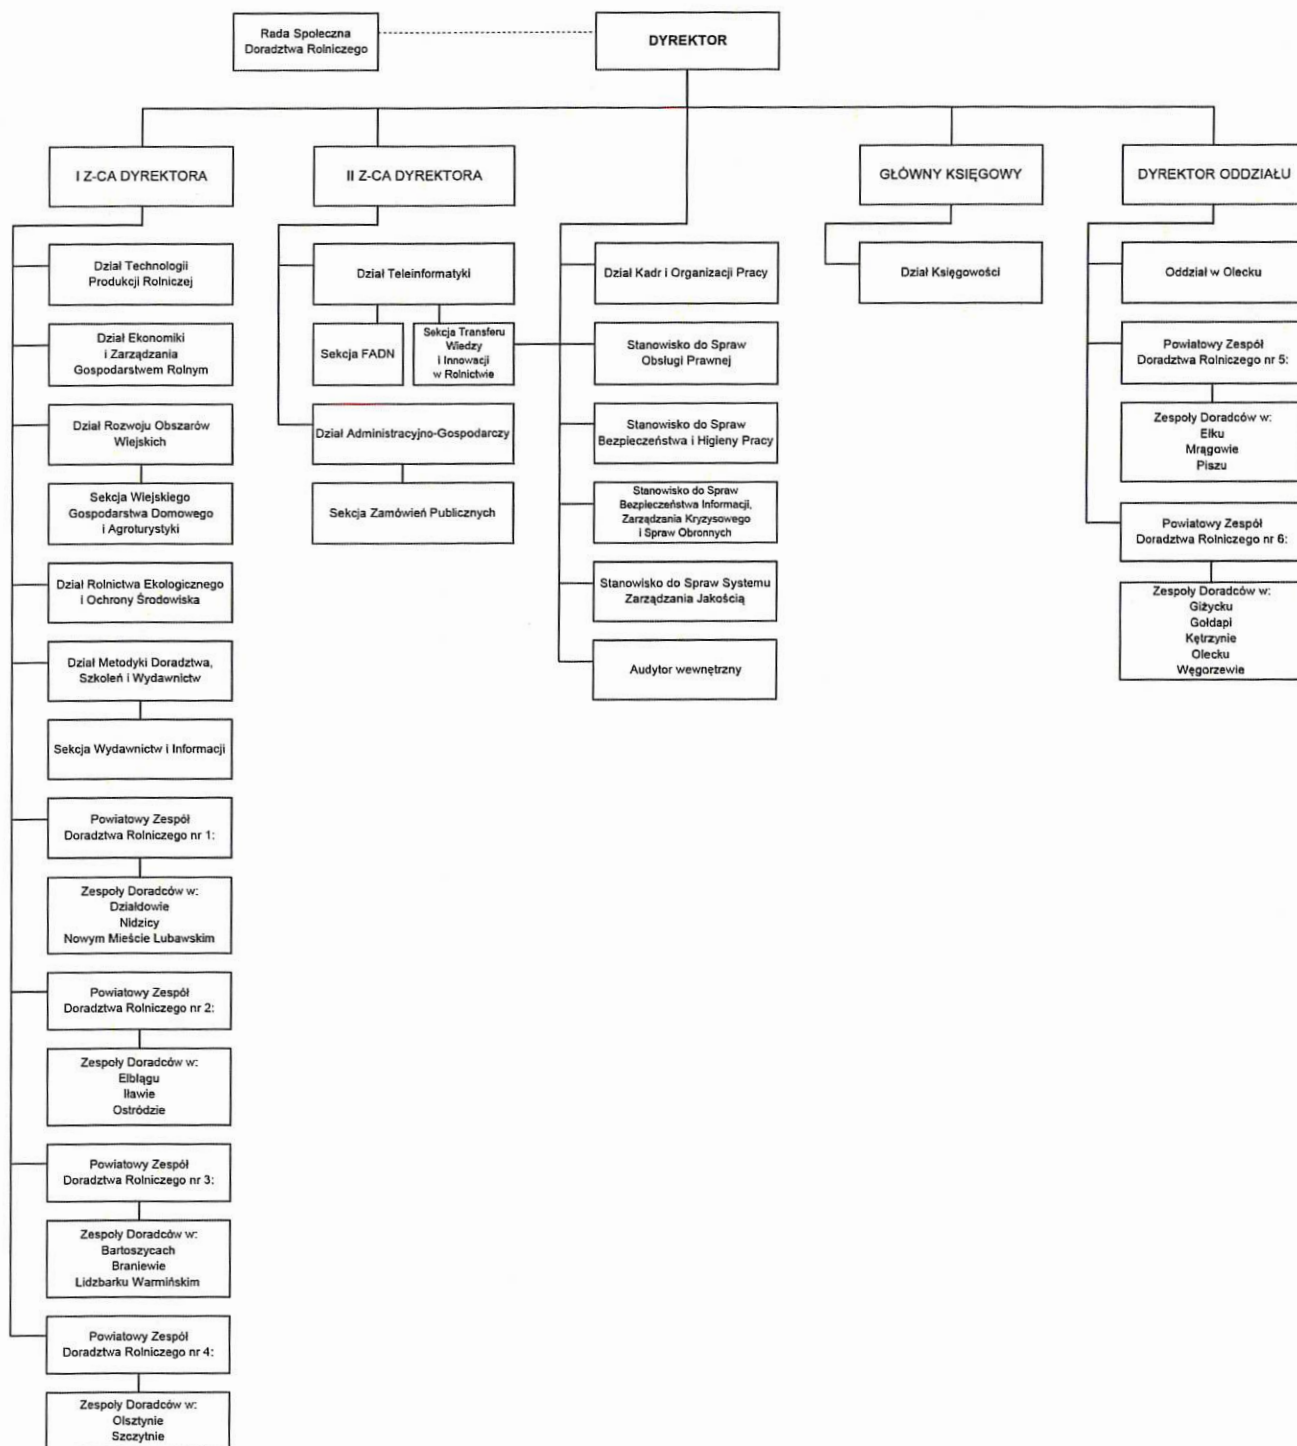 Rada Społeczna
Doradztwa Rolniczego
DYREKTOR
I Z-CA DYREKTORA
II Z-CA DYREKTORA
GŁÓWNY KSIĘGOWY
DYREKTOR ODDZIAŁU
Dział Technologii
Produkcji Rolniczej
Dział Ekonomiki
i Zarządzania
Gospodarstwem Rolnym
Dział Rozwoju Obszarów
Wiejskich
Sekcja Wiejskiego
Gospodarstwa Domowego
i Agroturystyki
Dział Rolnictwa Ekologicznego
i Ochrony Środowiska
Dział Metodyki Doradztwa,
Szkoleń i Wydawnictw
Sekcja Wydawnictw i Informacji
Powiatowy Zespół
Doradztwa Rolniczego nr 1:
Zespoły Doradców w:
Działdowie
Nidzicy
Nowym Mieście Lubawskim
Powiatowy Zespół
Doradztwa Rolniczego nr 2:
Zespoły Doradców w:
Elblągu
Iławie
Ostródzie
Powiatowy Zespół
Doradztwa Rolniczego nr 3:
Zespoły Doradców w:
Bartoszycach
Braniewie
Lidzbarku Warmińskim
Powiatowy Zespół
Doradztwa Rolniczego nr 4:
Zespoły Doradców w:
Olsztynie
Szczytnie
Dział Teleinformatyki
Sekcja FADN
Sekcja Transferu
Wiedzy
i Innowacji
w Rolnictwie
Dział Administracyjno-Gospodarczy
Sekcja Zamówień Publicznych
Dział Kadr i Organizacji Pracy
Stanowisko do Spraw
Obsługi Prawnej
Stanowisko do Spraw
Bezpieczeństwa i Higieny Pracy
Stanowisko do Spraw
Bezpieczeństwa Informacji,
Zarządzania Kryzysowego
i Spraw Obronnych
Stanowisko do Spraw Systemu
Zarządzania Jakością
Audytor wewnętrzny
Dział Księgowości
Oddział w Olecku
Powiatowy Zespół
Doradztwa Rolniczego nr 5:
Zespoły Doradców w:
Ełku
Mrągowie
Piszu
Powiatowy Zespół
Doradztwa Rolniczego nr 6:
Zespoły Doradców w:
Giżycku
Gołdapi
Kętrzynie
Olecku
Węgorzewie